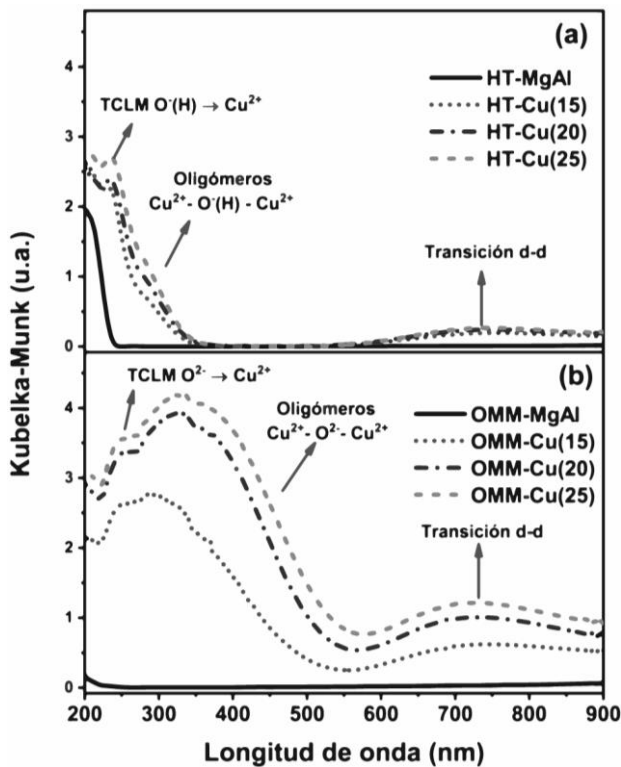 (a)
HT-MgAl
HT-Cu(15)
HT-Cu(20)
HT-Cu(25)
TCLM O⁻(H) → Cu²⁺
Oligómeros
Cu²⁺- O⁻(H) - Cu²⁺
Transición d-d
4
3
2
1
0
(b)
OMM-MgAl
OMM-Cu(15)
OMM-Cu(20)
OMM-Cu(25)
TCLM O²⁻ → Cu²⁺
Oligómeros
Cu²⁺- O²⁻- Cu²⁺
Transición d-d
4
3
2
1
0
200 300 400 500 600 700 800 900
Kubelka-Munk (u.a.)
Longitud de onda (nm)